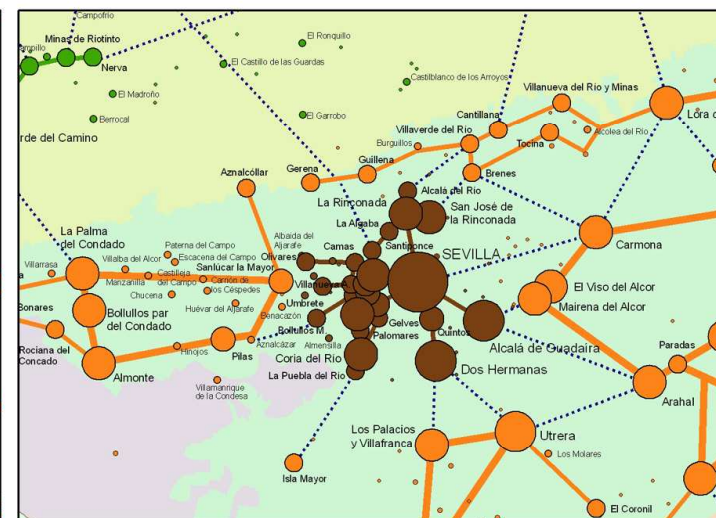 Campofrio
Minas de Riotinto
Nerva
El Ronquillo
El Castillo de las Guardas
Castilblanco de los Arroyos
El Madroño
Berrocal
El Garrobo
rde del Camino
Villanueva del Río y Minas
Cantillana
Lora
Villaverde del Río
Burguillos
Tocina
Alcolea del Río
Guillena
Gerena
Brenes
Aznalcóllar
Alcalá del Río
La Rinconada
San José de
la Rinconada
La Algaba
La Palma
del Condado
Albaida del
Aljarafe
Camas
Santiponce
SEVILLA
Carmona
Paterna del Campo
Escacena del Campo
Olivares
Villalba del Alcor
Villarrasa
Manzanilla
Castilleja
del Campo
Sanlúcar la Mayor
Carrión de
los Céspedes
Chucena
Huévar del Aljarafe
Benacazón
Umbrete
El Viso del Alcor
Mairena del Alcor
Bonares
Bollullos par
del Condado
Bollullos M.
Gelves
Palomares
Quintos
Almensilla
Alcalá de Guadaira
Paradas
Rociana del
Concado
Hinojos
Pilas
Aznalcázar
Coria del Río
Dos Hermanas
La Puebla del Río
Almonte
Villamanrique
de la Condesa
Arahal
Los Palacios
y Villafranca
Utrera
Los Molares
Isla Mayor
El Coronil